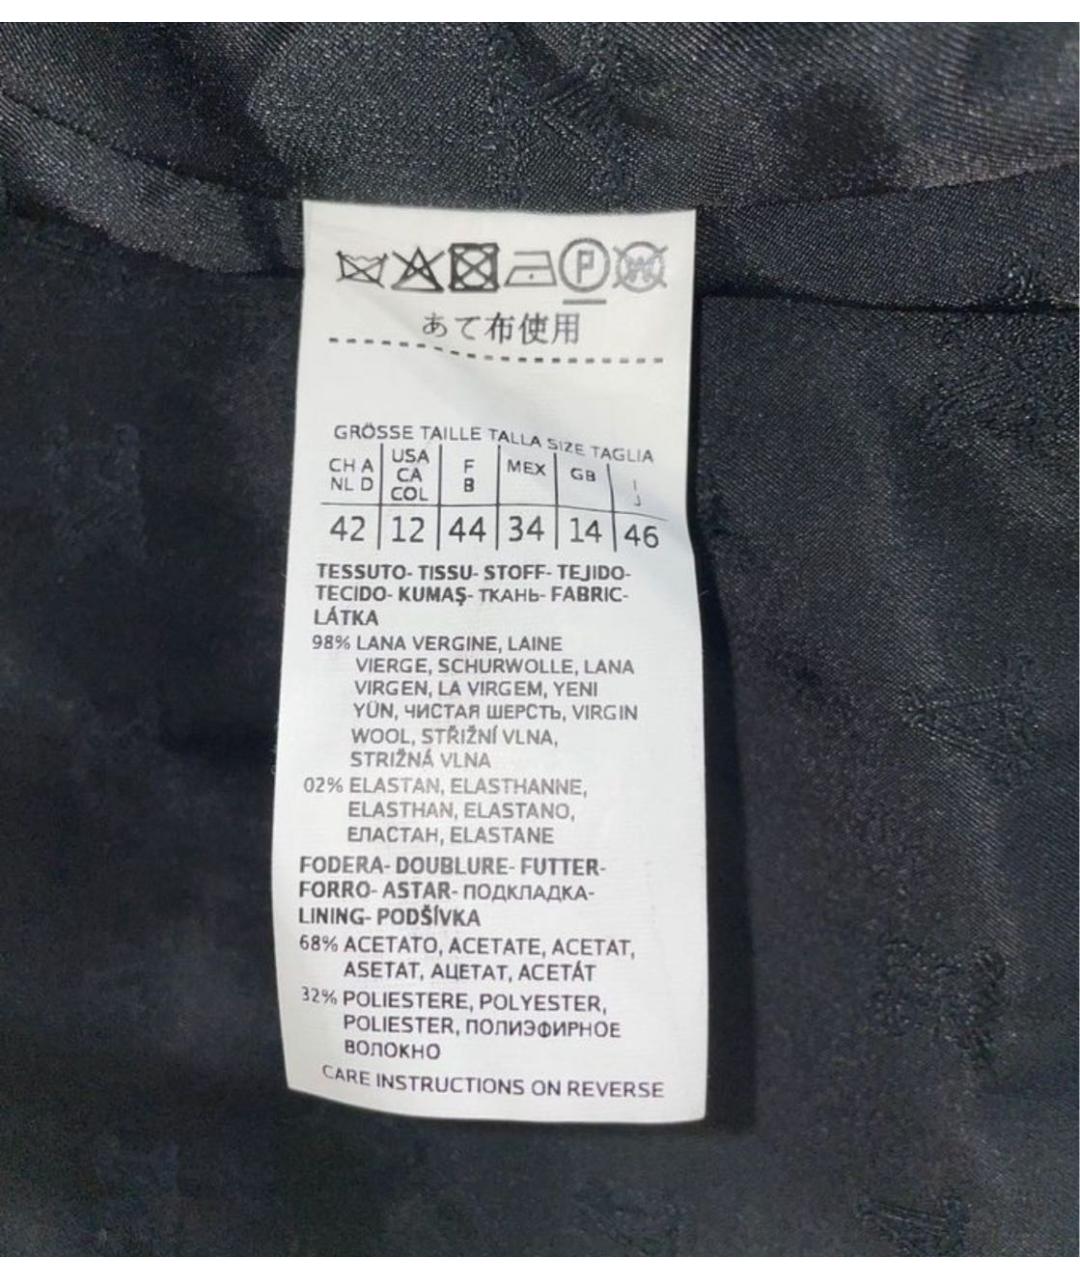 P W
あて布使用
GRÖSSE TAILLE TALLA SIZE TAGLIA
CH A NL D | USA CA COL | F B | MEX | GB | I J
42 | 12 | 44 | 34 | 14 | 46
TESSUTO- TISSU- STOFF- TEJIDO-
TECIDO- KUMAŞ- ТКАНЬ- FABRIC-
LÁTKA
98% LANA VERGINE, LAINE
VIERGE, SCHURWOLLE, LANA
VIRGEN, LA VIRGEM, YENI
YÜN, ЧИСТАЯ ШЕРСТЬ, VIRGIN
WOOL, STŘIŽNÍ VLNA,
STRIŽNÁ VLNA
02% ELASTAN, ELASTHANNE,
ELASTHAN, ELASTANO,
ЕЛАСТАН, ELASTANE
FODERA- DOUBLURE- FUTTER-
FORRO- ASTAR- ПОДКЛАДКА-
LINING- PODŠÍVKA
68% ACETATO, ACETATE, ACETAT,
ASETAT, АЦЕТАТ, ACETÁT
32% POLIESTERE, POLYESTER,
POLIESTER, ПОЛИЭФИРНОЕ
ВОЛОКНО
CARE INSTRUCTIONS ON REVERSE